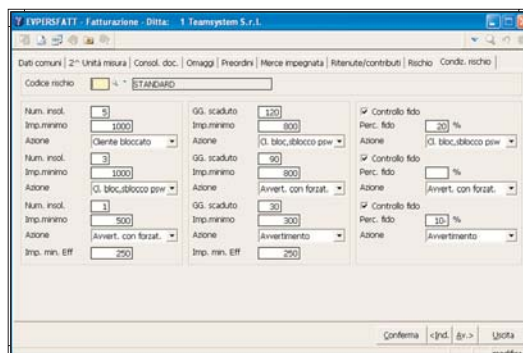 EVPERSFATT - Fatturazione - Ditta: 1 Teamsystem S.r.l.
Dati comuni | 2^ Unità misura | Consol. doc. | Omaggi | Preordini | Merce impegnata | Ritenute/contributi | Rischio | Condiz. rischio
Codice rischio * STANDARD
Num. insol. 5 GG. scaduto 120 Controllo fido
Imp.minimo 1000 Imp.minimo 800 Perc. fido 20 %
Azione Cliente bloccato Azione Cl. bloc,sblocco psw Azione Cl. bloc,sblocco psw
Num. insol. 3 GG. scaduto 90 Controllo fido
Imp.minimo 1000 Imp.minimo 800 Perc. fido %
Azione Cl. bloc,sblocco psw Azione Avvert. con forzat. Azione Avvert. con forzat.
Num. insol. 1 GG. scaduto 30 Controllo fido
Imp.minimo 500 Imp.minimo 300 Perc. fido 10- %
Azione Avvert. con forzat. Azione Avvertimento Azione Avvertimento
Imp. min. Eff 250 250
Conferma <Ind. Av.> Uscita